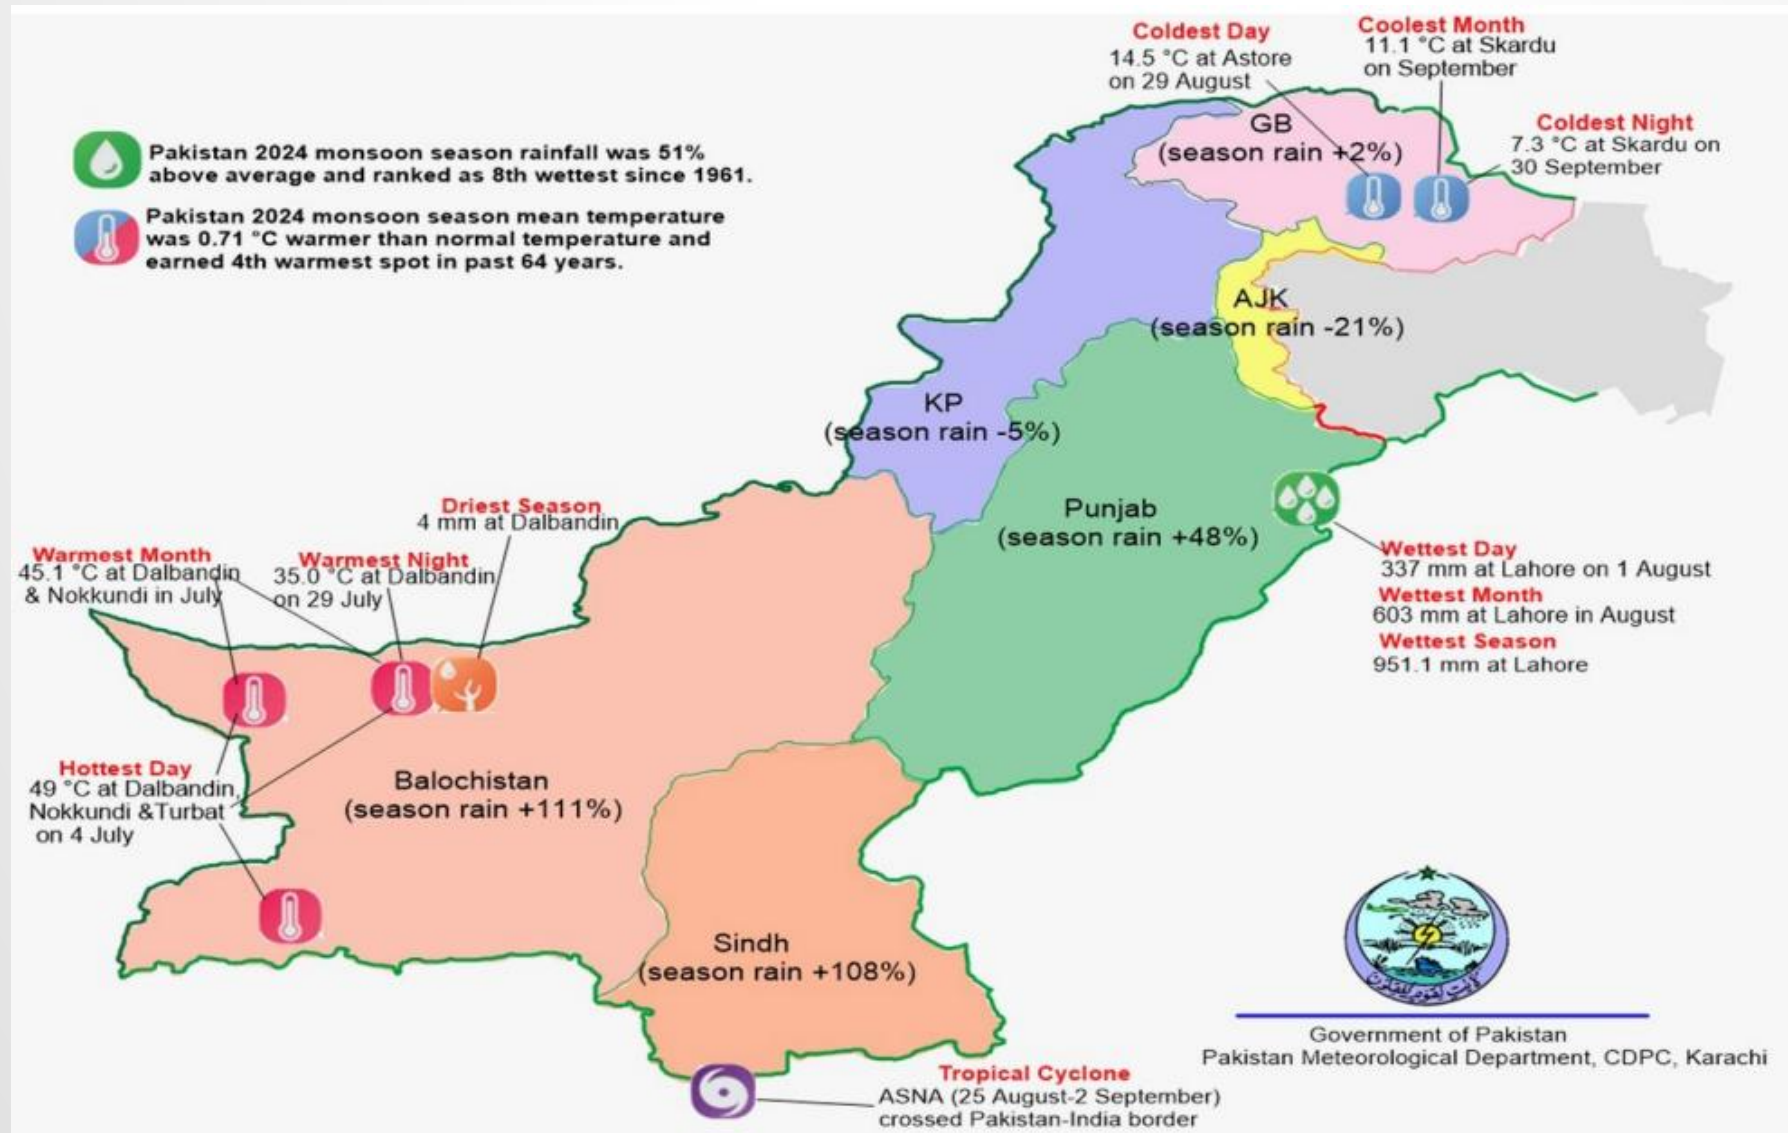 Coldest Day
14.5 °C at Astore
on 29 August
Coolest Month
11.1 °C at Skardu
on September
Coldest Night
7.3 °C at Skardu on
30 September
Pakistan 2024 monsoon season rainfall was 51%
above average and ranked as 8th wettest since 1961.
Pakistan 2024 monsoon season mean temperature
was 0.71 °C warmer than normal temperature and
earned 4th warmest spot in past 64 years.
GB
(season rain +2%)
AJK
(season rain -21%)
KP
(season rain -5%)
Punjab
(season rain +48%)
Driest Season
4 mm at Dalbandin
Warmest Month
45.1 °C at Dalbandin
& Nokkundi in July
Warmest Night
35.0 °C at Dalbandin
on 29 July
Wettest Day
337 mm at Lahore on 1 August
Wettest Month
603 mm at Lahore in August
Wettest Season
951.1 mm at Lahore
Hottest Day
49 °C at Dalbandin,
Nokkundi &Turbat
on 4 July
Balochistan
(season rain +111%)
Sindh
(season rain +108%)
Government of Pakistan
Pakistan Meteorological Department, CDPC, Karachi
Tropical Cyclone
ASNA (25 August-2 September)
crossed Pakistan-India border